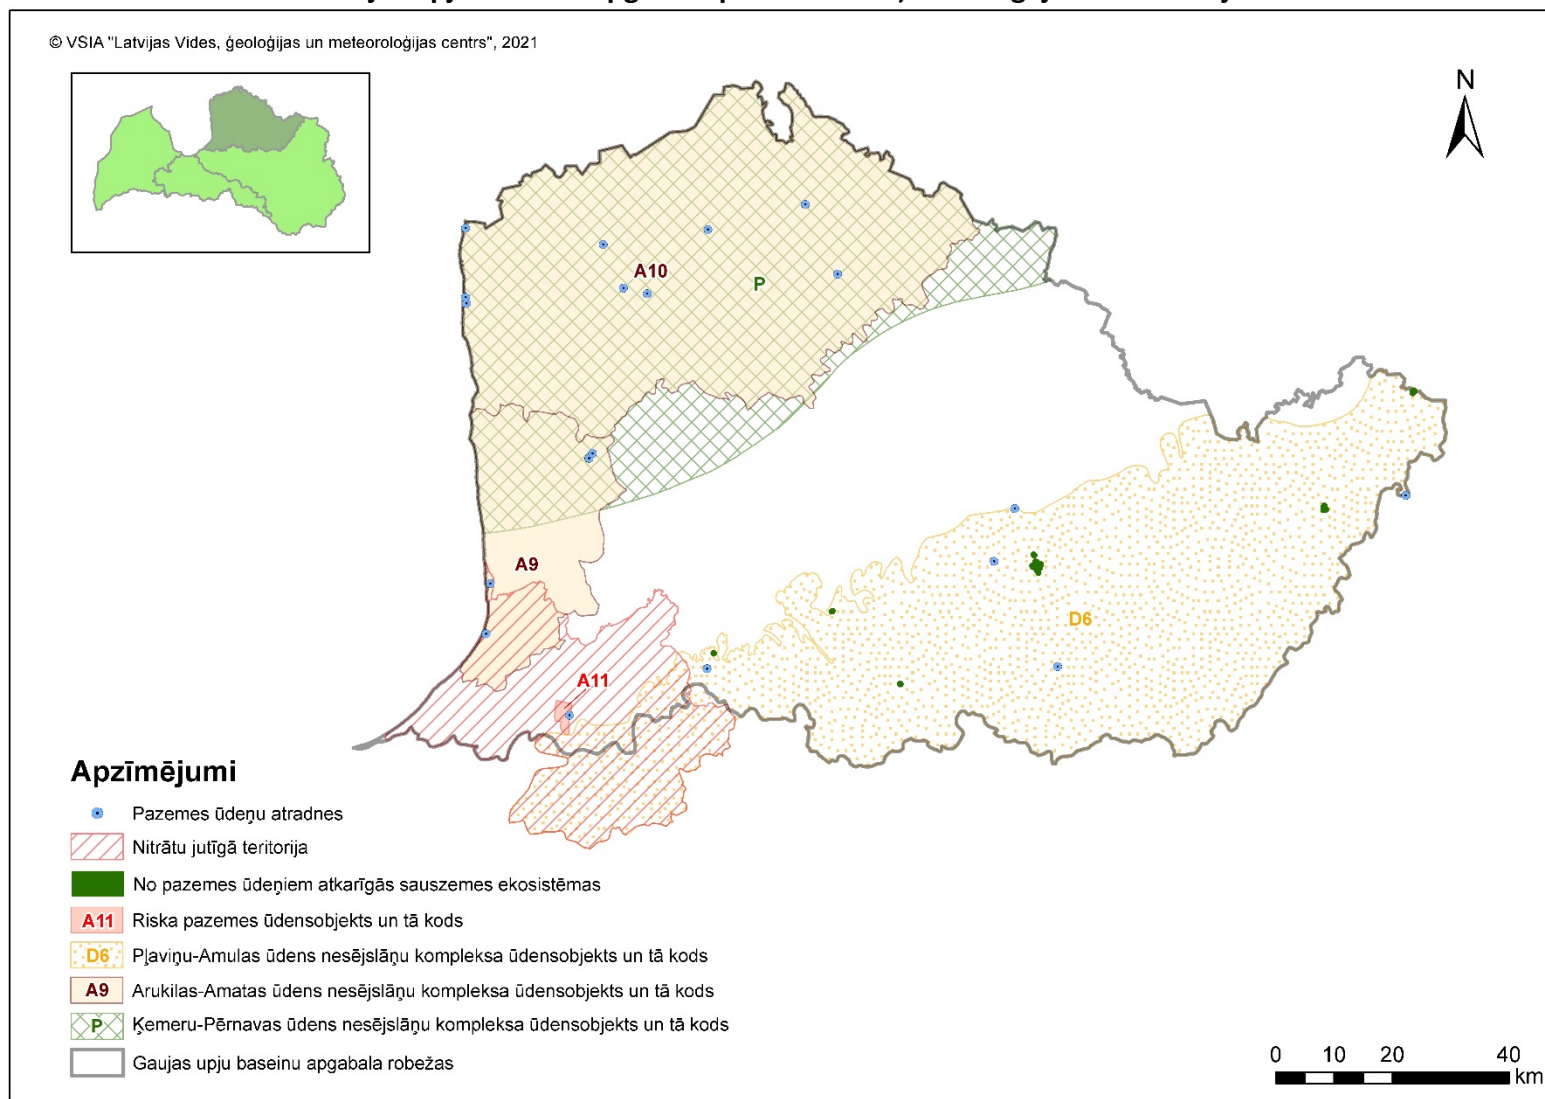 © VSIA "Latvijas Vides, ģeoloģijas un meteoroloģijas centrs", 2021
N
A10
P
A9
D6
A11
Apzīmējumi
Pazemes ūdeņu atradnes
Nitrātu jutīgā teritorija
No pazemes ūdeņiem atkarīgās sauszemes ekosistēmas
A11 Riska pazemes ūdensobjekts un tā kods
D6 Pļaviņu-Amulas ūdens nesējslāņu kompleksa ūdensobjekts un tā kods
A9 Arukilas-Amatas ūdens nesējslāņu kompleksa ūdensobjekts un tā kods
P Ķemeru-Pērnavas ūdens nesējslāņu kompleksa ūdensobjekts un tā kods
Gaujas upju baseinu apgabala robežas
0 10 20 40
km